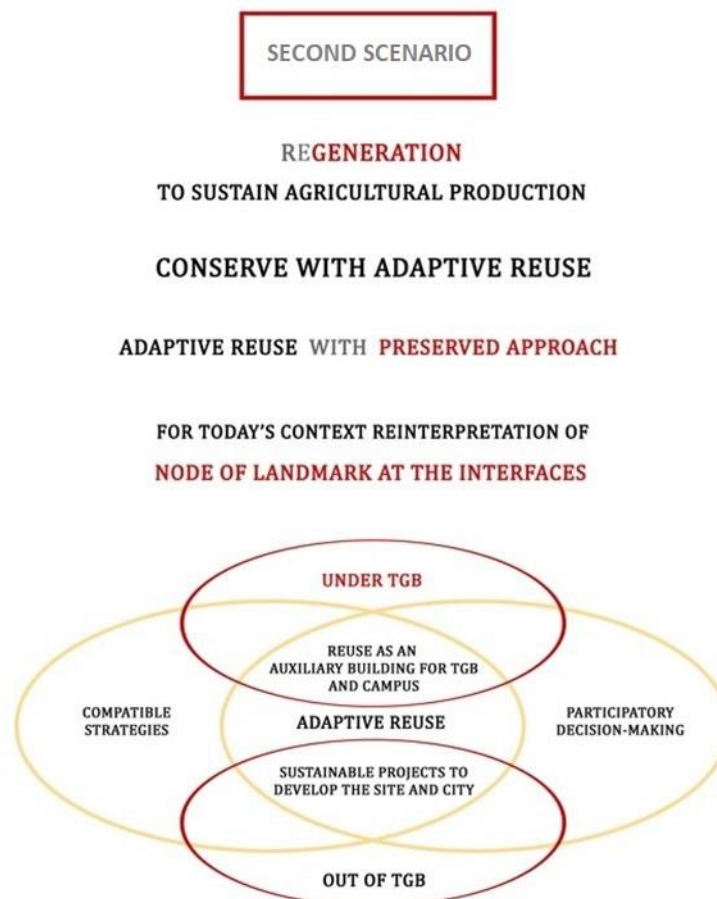 SECOND SCENARIO
REGENERATION
TO SUSTAIN AGRICULTURAL PRODUCTION
CONSERVE WITH ADAPTIVE REUSE
ADAPTIVE REUSE WITH PRESERVED APPROACH
FOR TODAY'S CONTEXT REINTERPRETATION OF
NODE OF LANDMARK AT THE INTERFACES
UNDER TGB
REUSE AS AN
AUXILIARY BUILDING FOR TGB
AND CAMPUS
COMPATIBLE
STRATEGIES
ADAPTIVE REUSE
PARTICIPATORY
DECISION-MAKING
SUSTAINABLE PROJECTS TO
DEVELOP THE SITE AND CITY
OUT OF TGB